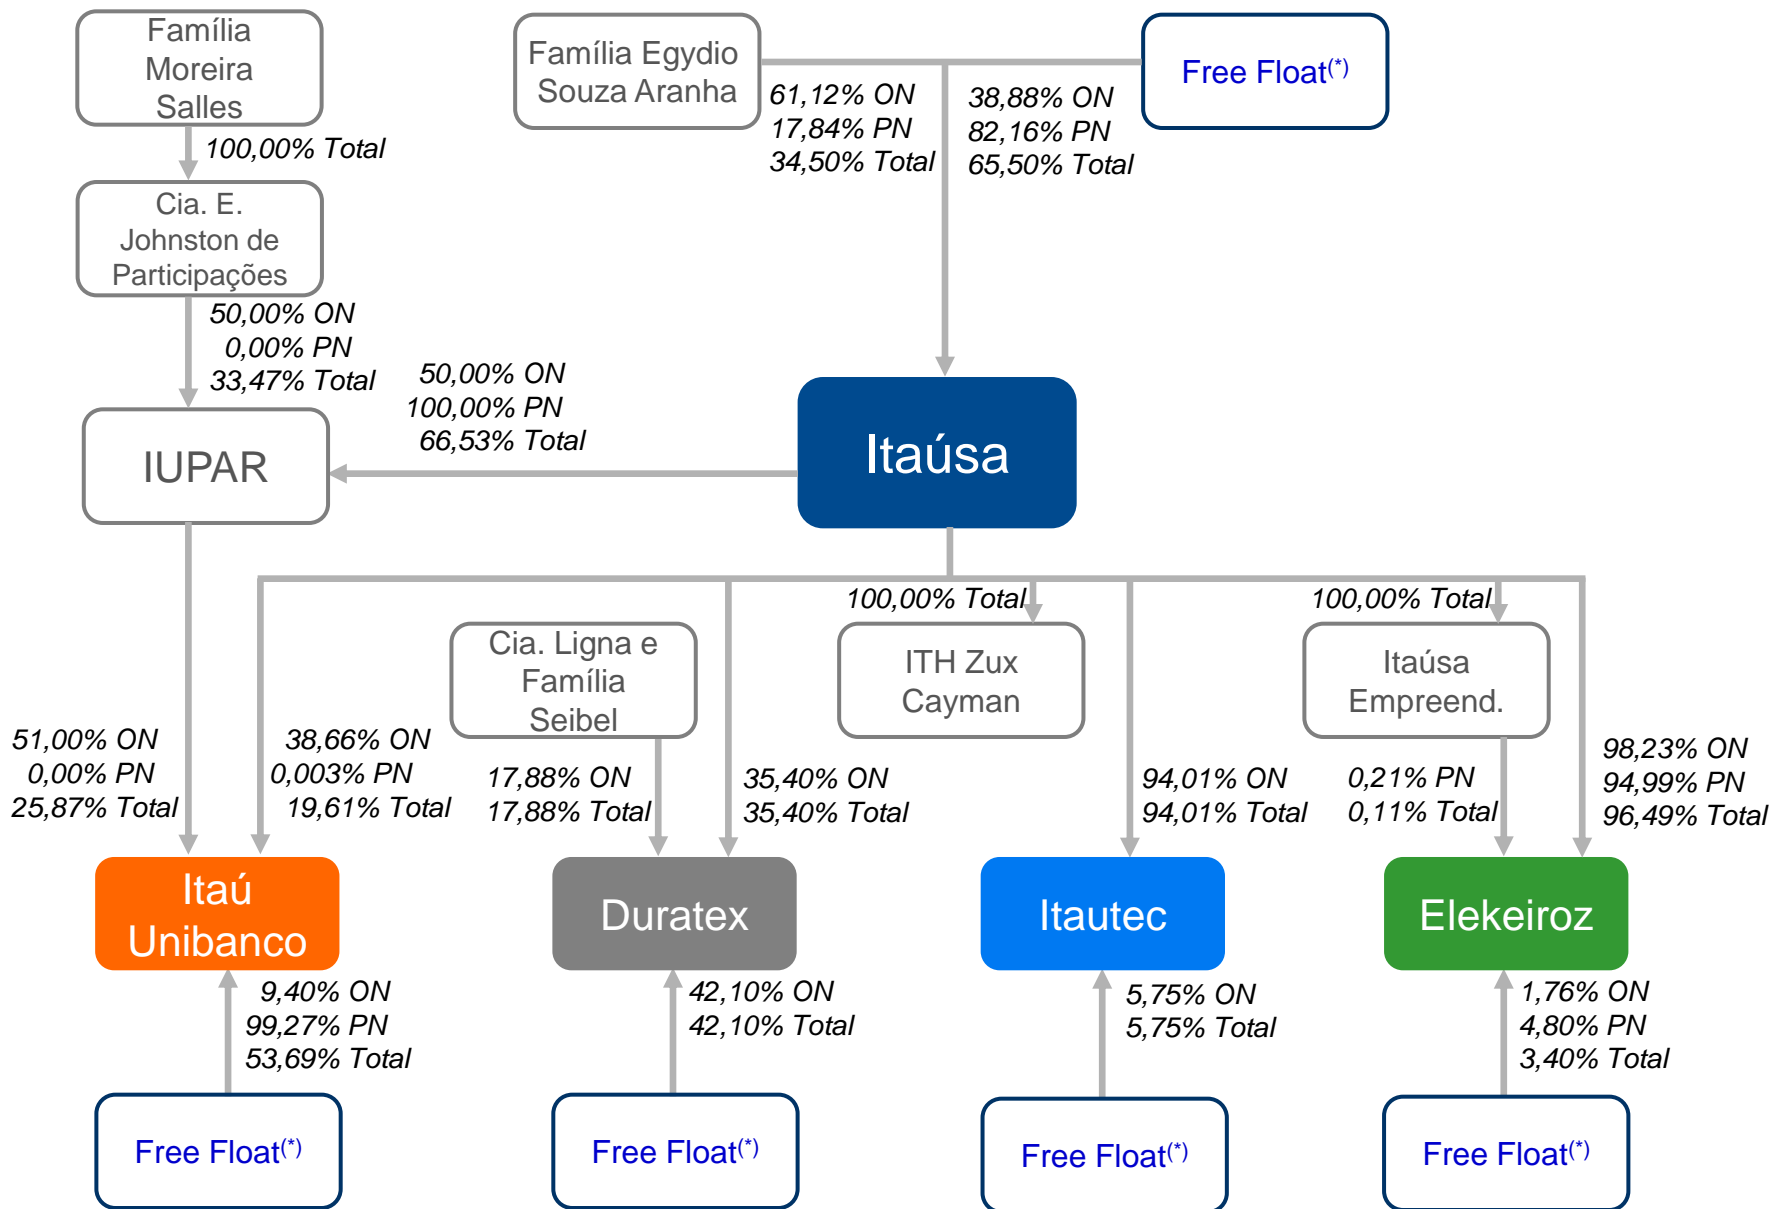 Família
Moreira
Salles
Família Egydio
Souza Aranha
Free Float(*)
61,12% ON
17,84% PN
34,50% Total
38,88% ON
82,16% PN
65,50% Total
100,00% Total
Cia. E.
Johnston de
Participações
50,00% ON
0,00% PN
33,47% Total
50,00% ON
100,00% PN
66,53% Total
IUPAR
Itaúsa
100,00% Total
100,00% Total
Cia. Ligna e
Família
Seibel
ITH Zux
Cayman
Itaúsa
Empreend.
51,00% ON
0,00% PN
25,87% Total
38,66% ON
0,003% PN
19,61% Total
17,88% ON
17,88% Total
35,40% ON
35,40% Total
94,01% ON
94,01% Total
0,21% PN
0,11% Total
98,23% ON
94,99% PN
96,49% Total
Itaú
Unibanco
Duratex
Itautec
Elekeiroz
9,40% ON
99,27% PN
53,69% Total
42,10% ON
42,10% Total
5,75% ON
5,75% Total
1,76% ON
4,80% PN
3,40% Total
Free Float(*)
Free Float(*)
Free Float(*)
Free Float(*)